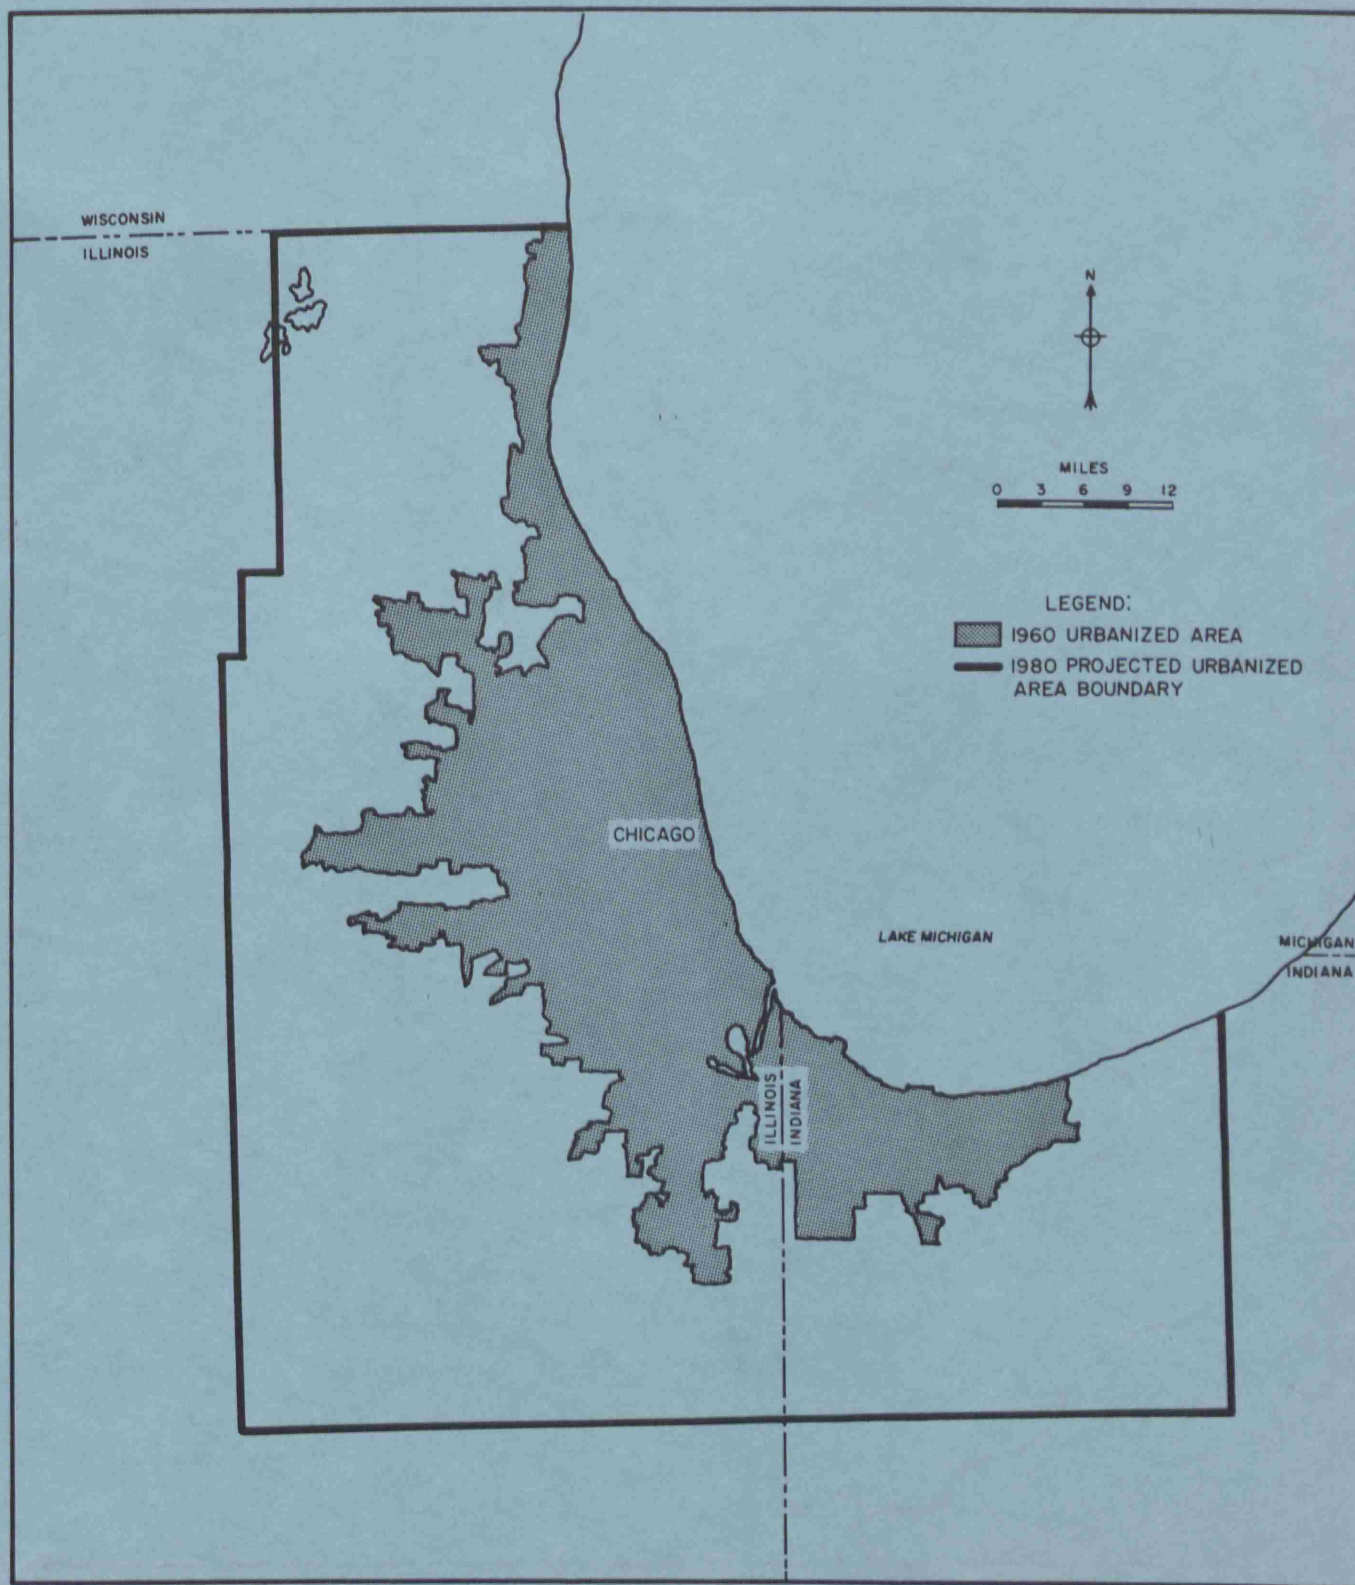 WISCONSIN
ILLINOIS
N
MILES
0 3 6 9 12
LEGEND:
1960 URBANIZED AREA
1980 PROJECTED URBANIZED
AREA BOUNDARY
CHICAGO
LAKE MICHIGAN
MICHIGAN
INDIANA
ILLINOIS
INDIANA